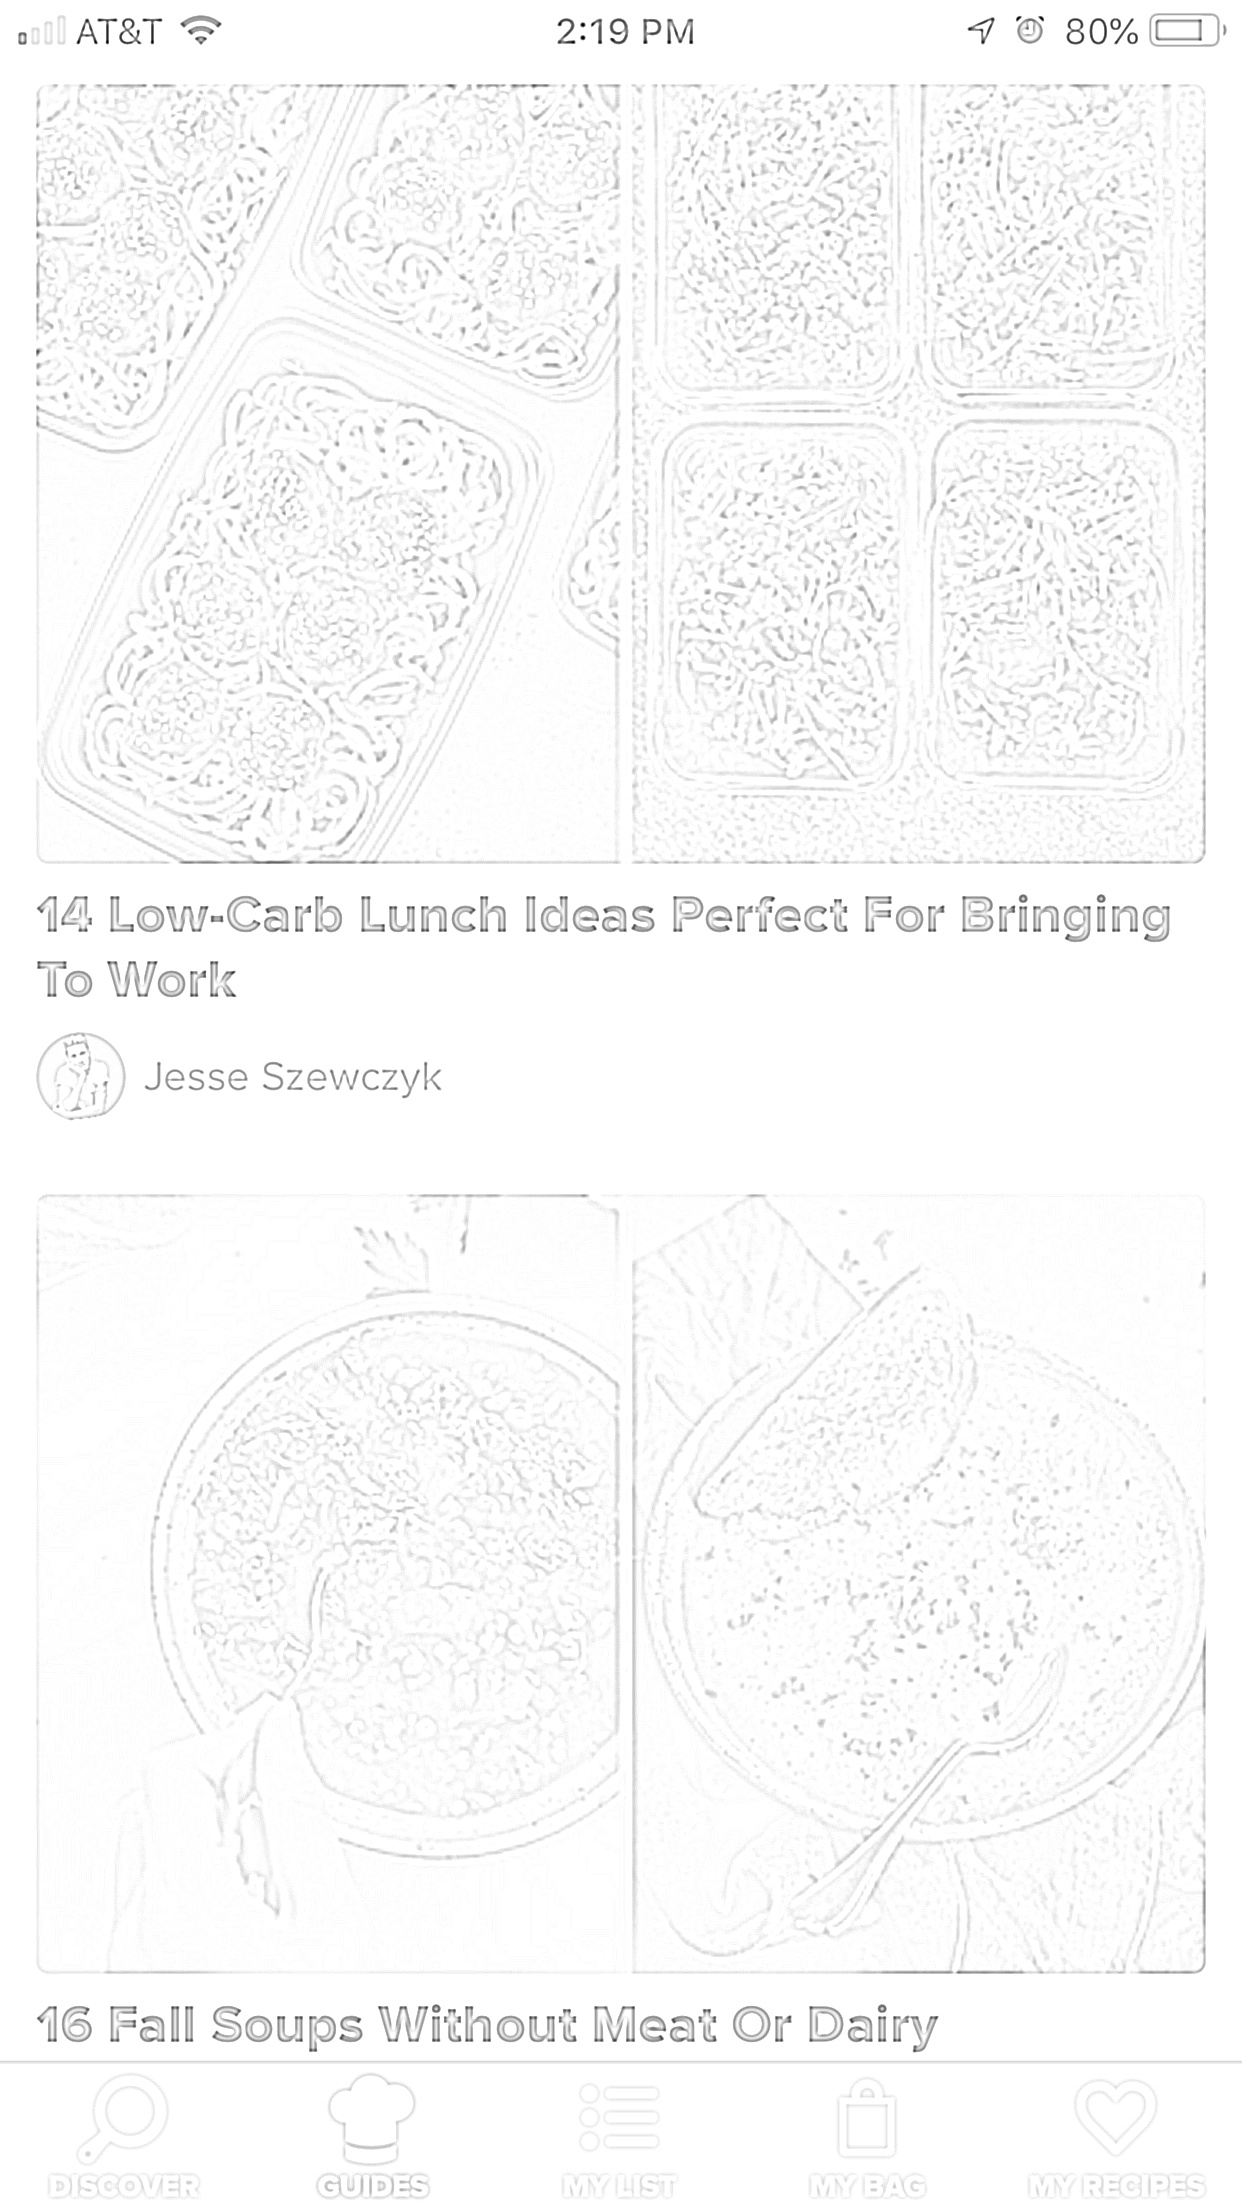 AT&T 2:19 PM 80%
14 Low-Carb Lunch Ideas Perfect For Bringing
To Work
Jesse Szewczyk
16 Fall Soups Without Meat Or Dairy
DISCOVER GUIDES MY LIST MY BAG MY RECIPES